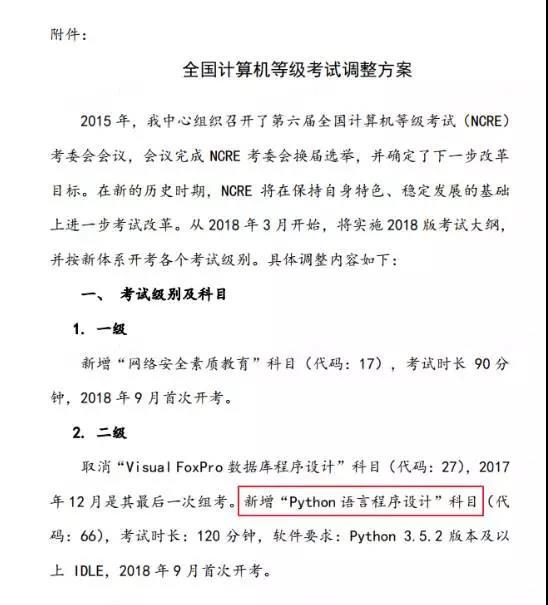 附件：
全国计算机等级考试调整方案
2015 年，我中心组织召开了第六届全国计算机等级考试（NCRE）
考委会会议，会议完成 NCRE 考委会换届选举，并确定了下一步改革
目标。在新的历史时期，NCRE 将在保持自身特色、稳定发展的基础
上进一步考试改革。从 2018 年 3 月开始，将实施 2018 版考试大纲，
并按新体系开考各个考试级别。具体调整内容如下：
一、 考试级别及科目
1. 一级
新增“网络安全素质教育”科目（代码：17），考试时长 90 分
钟，2018 年 9 月首次开考。
2. 二级
取消“Visual FoxPro 数据库程序设计”科目（代码：27），2017
年 12 月是其最后一次组考。新增“Python 语言程序设计”科目（代
码：66），考试时长：120 分钟，软件要求：Python 3.5.2 版本及以
上 IDLE，2018 年 9 月首次开考。